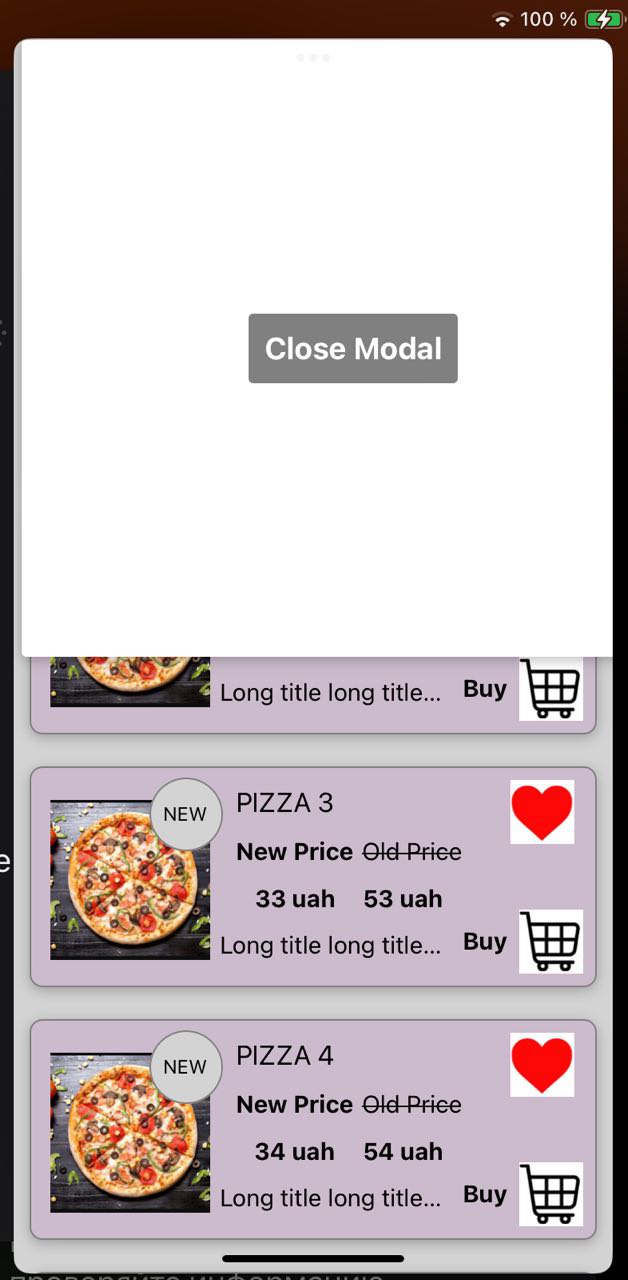 100 %
Close Modal
Long title long title... Buy
NEW
PIZZA 3
New Price Old Price
33 uah 53 uah
Long title long title... Buy
NEW
PIZZA 4
New Price Old Price
34 uah 54 uah
Long title long title... Buy